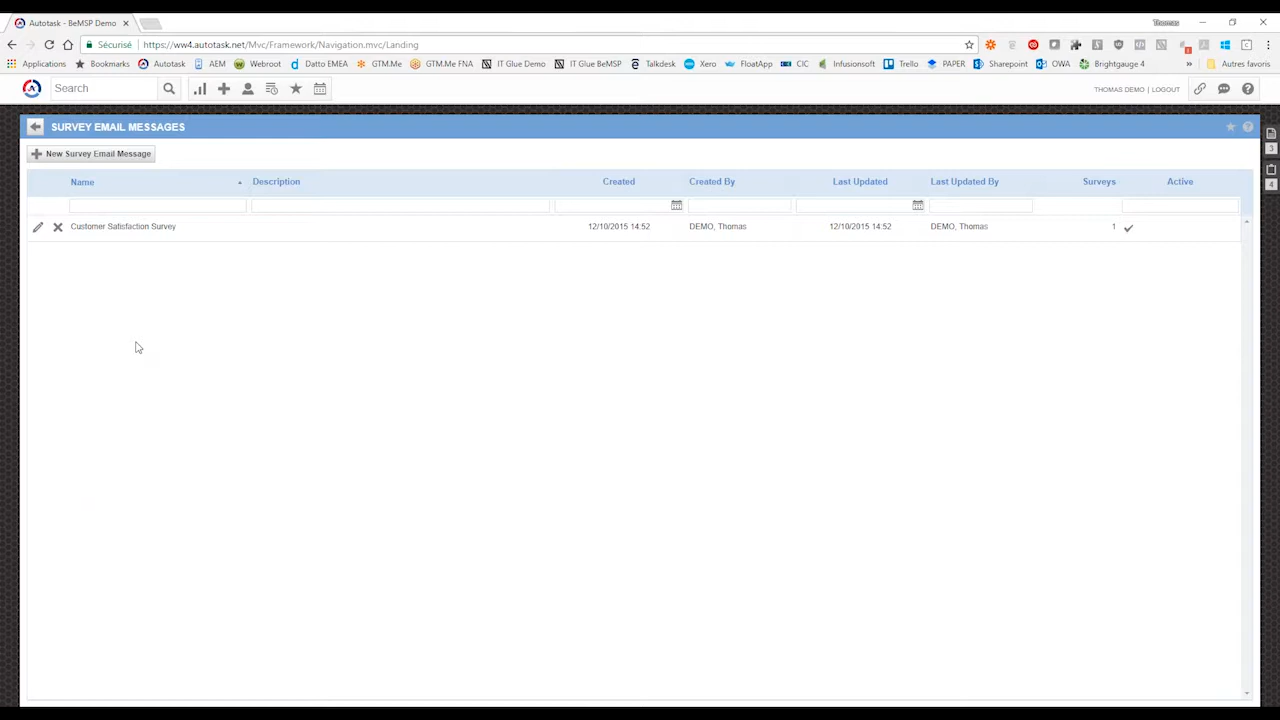 Autotask - BeMSP Demo
Thomas
Sécurisé https://ww4.autotask.net/Mvc/Framework/Navigation.mvc/Landing
Applications Bookmarks Autotask AEM Webroot Datto EMEA GTM.Me GTM.Me FNA IT Glue Demo IT Glue BeMSP Talkdesk Xero FloatApp CIC Infusionsoft Trello PAPER Sharepoint OWA Brightgauge 4 » Autres favoris
Search
THOMAS DEMO | LOGOUT
SURVEY EMAIL MESSAGES
3
New Survey Email Message
4
Name Description Created Created By Last Updated Last Updated By Surveys Active
Customer Satisfaction Survey 12/10/2015 14:52 DEMO, Thomas 12/10/2015 14:52 DEMO, Thomas 1